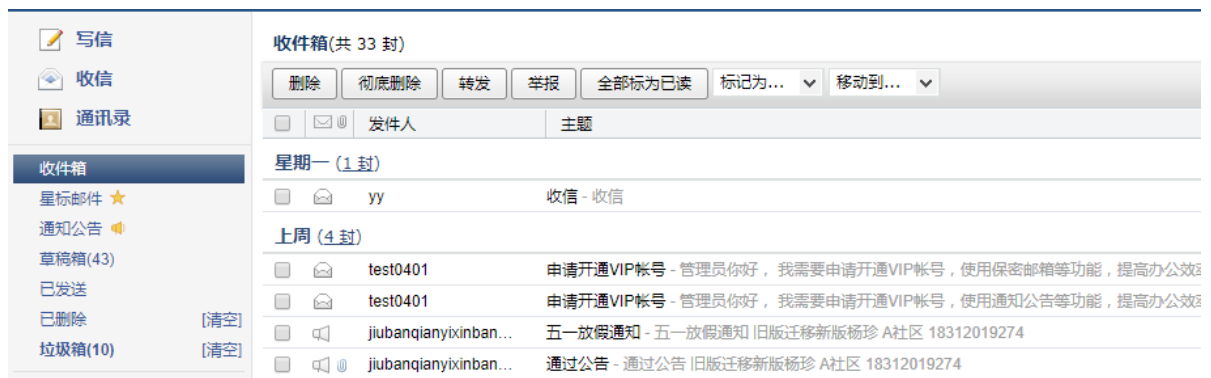 写信
收信
通讯录
收件箱
星标邮件
通知公告
草稿箱(43)
已发送
已删除 [清空]
垃圾箱(10) [清空]
收件箱(共 33 封)
删除 彻底删除 转发 举报 全部标为已读 标记为... 移动到...
发件人 主题
星期一 (1 封)
yy 收信 - 收信
上周 (4 封)
test0401 申请开通VIP帐号 - 管理员你好，我需要申请开通VIP帐号，使用保密邮箱等功能，提高办公效
test0401 申请开通VIP帐号 - 管理员你好，我需要申请开通VIP帐号，使用通知公告等功能，提高办公效
jiubanqianyixinban... 五一放假通知 - 五一放假通知 旧版迁移新版杨珍 A社区 18312019274
jiubanqianyixinban... 通过公告 - 通过公告 旧版迁移新版杨珍 A社区 18312019274